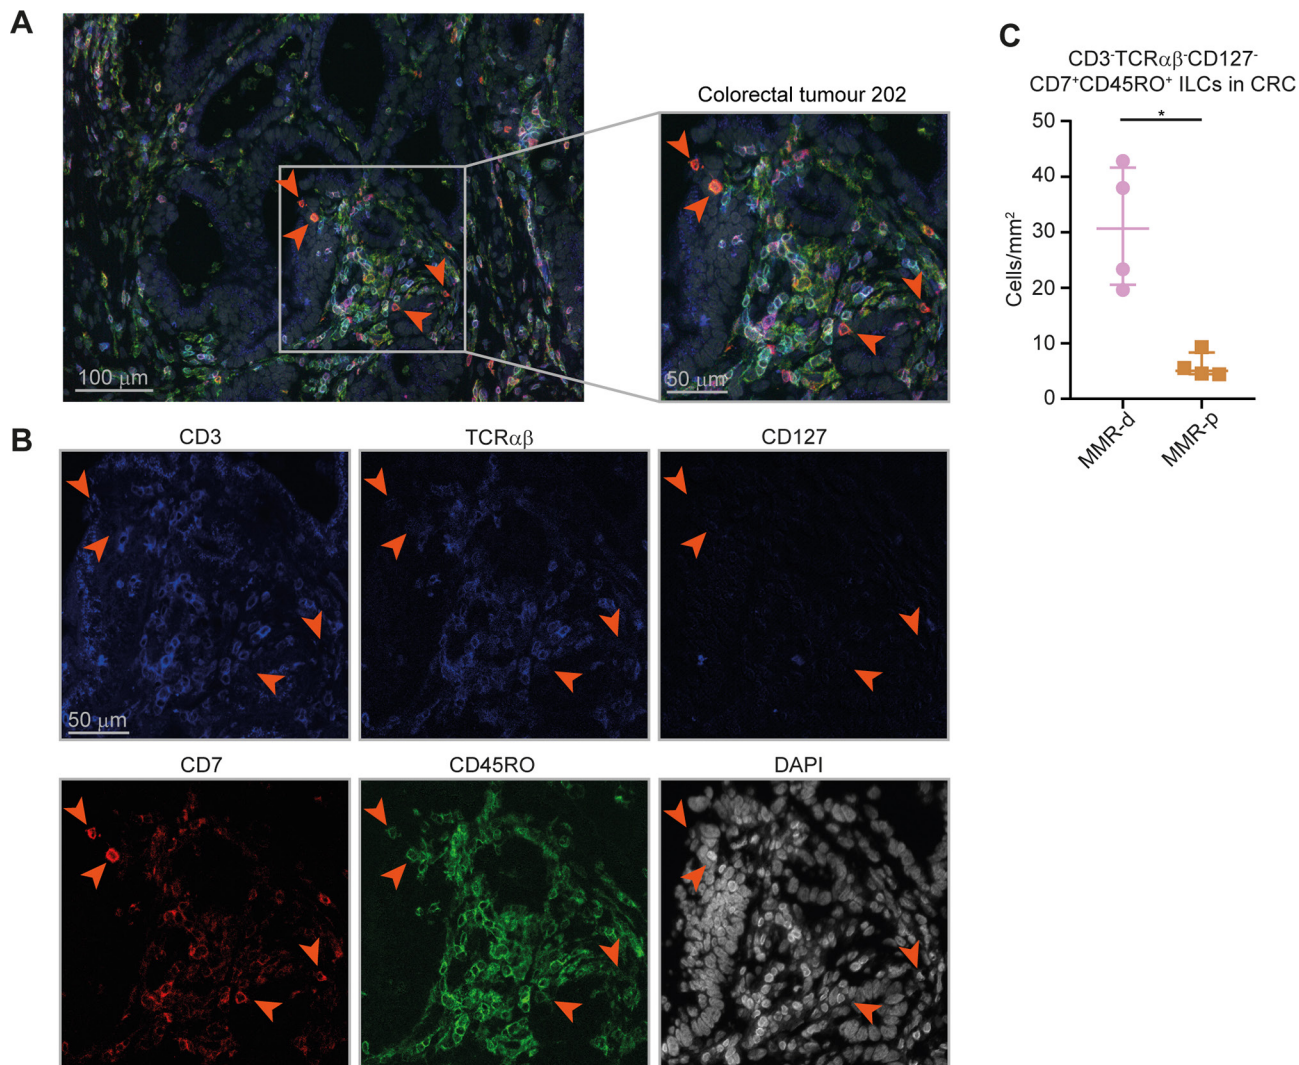 A
Colorectal tumour 202
100 μm
50 μm
B
CD3
TCRαβ
CD127
50 μm
CD7
CD45RO
DAPI
C
CD3⁻TCRαβ⁻CD127⁻
CD7⁺CD45RO⁺ ILCs in CRC
*
Cells/mm²
50
40
30
20
10
0
MMR-d
MMR-p